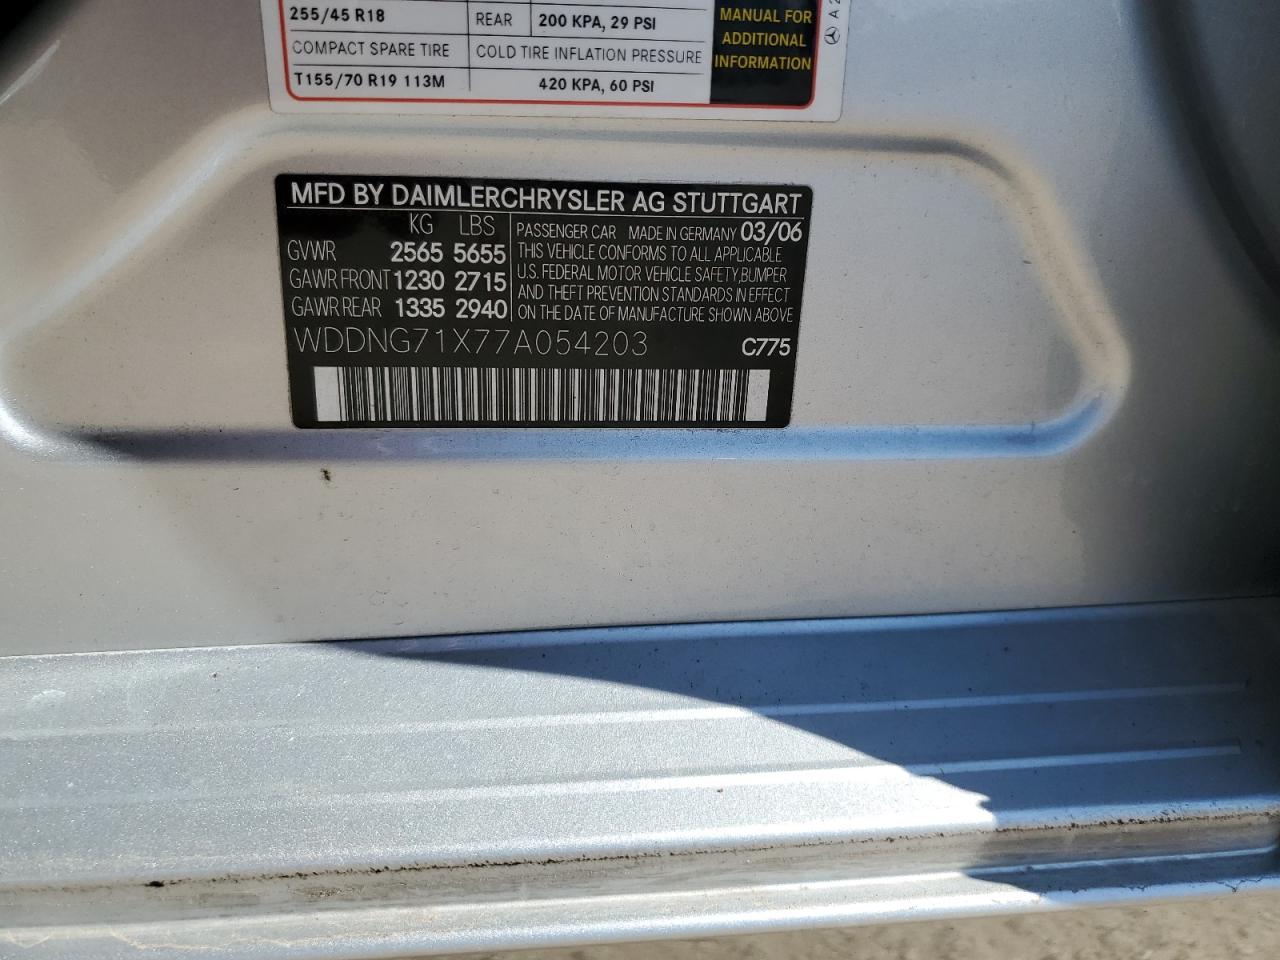 255/45 R18 REAR 200 KPA, 29 PSI
COMPACT SPARE TIRE COLD TIRE INFLATION PRESSURE
T155/70 R19 113M 420 KPA, 60 PSI
MANUAL FOR
ADDITIONAL
INFORMATION
A 2
MFD BY DAIMLERCHRYSLER AG STUTTGART
KG LBS
GVWR 2565 5655
GAWR FRONT 1230 2715
GAWR REAR 1335 2940
PASSENGER CAR MADE IN GERMANY 03/06
THIS VEHICLE CONFORMS TO ALL APPLICABLE
U.S. FEDERAL MOTOR VEHICLE SAFETY, BUMPER
AND THEFT PREVENTION STANDARDS IN EFFECT
ON THE DATE OF MANUFACTURE SHOWN ABOVE
WDDNG71X77A054203 C775